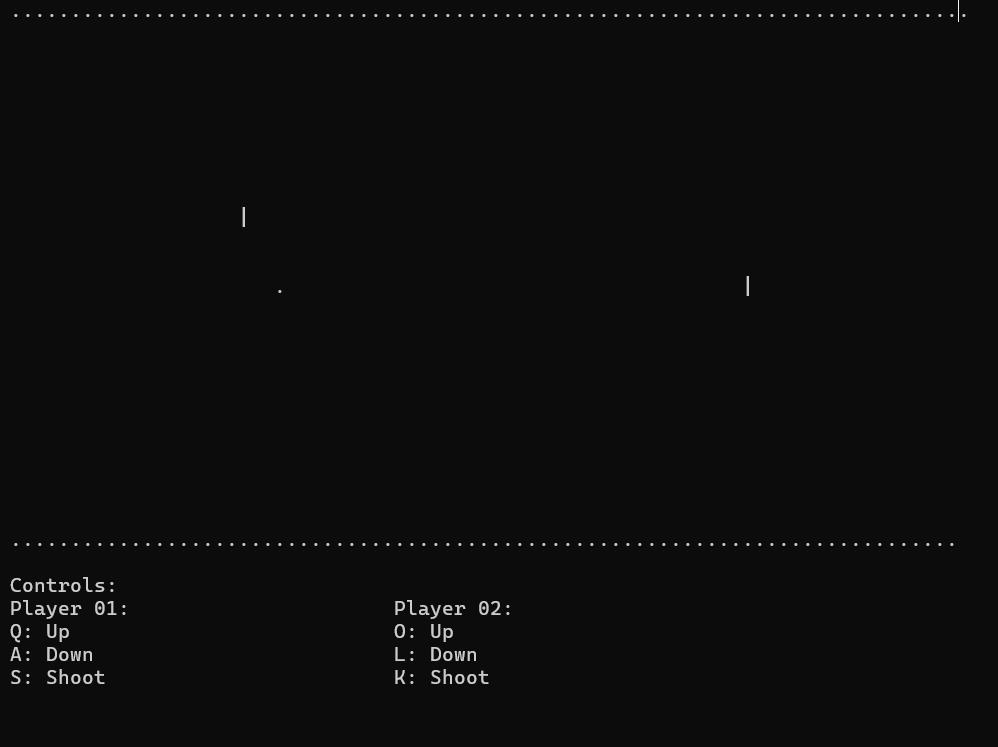 ................................................................................
|
. |
...............................................................................
Controls:
Player 01: Player 02:
Q: Up O: Up
A: Down L: Down
S: Shoot K: Shoot